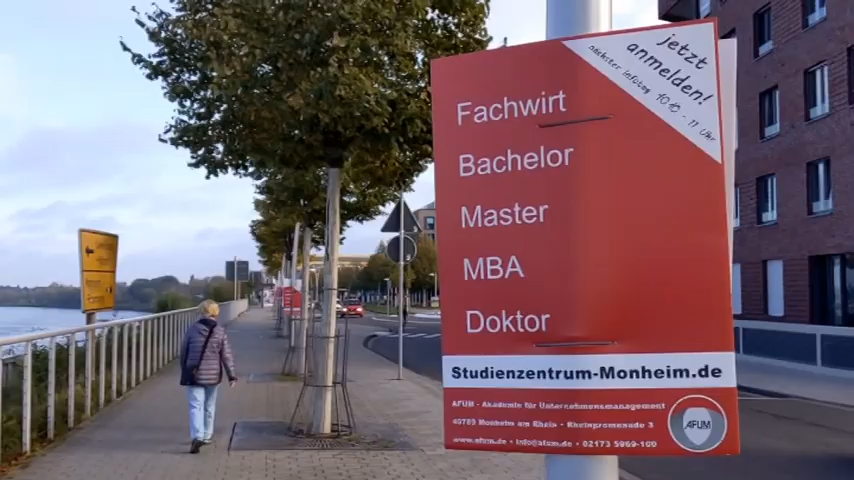 jetzt
anmelden!
nächster Infotag
10.10. - 11 Uhr
Fachwirt
Bachelor
Master
MBA
Doktor
Studienzentrum-Monheim.de
AFUM - Akademie für Unternehmensmanagement
40789 Monheim am Rhein - Rheinpromenade 3
www.afum.de - info@afum.de - 02173 5969-100
AFUM